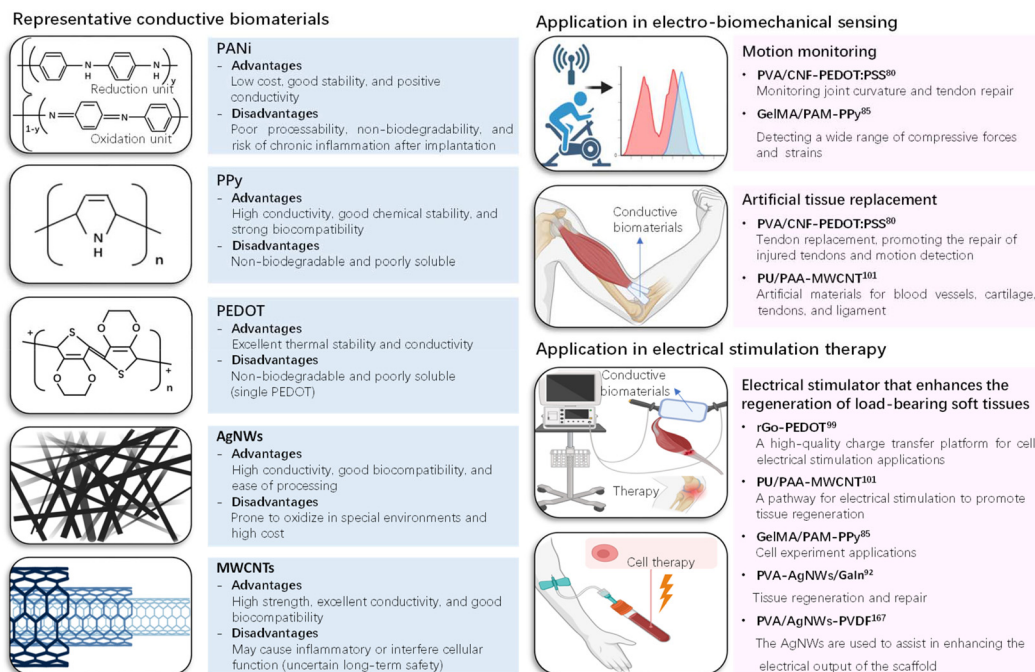 Representative conductive biomaterials
N
H
N
H
y
Reduction unit
N
N
1-y
Oxidation unit
PANi
- Advantages
Low cost, good stability, and positive
conductivity
- Disadvantages
Poor processability, non-biodegradability, and
risk of chronic inflammation after implantation
N
H
n
PPy
- Advantages
High conductivity, good chemical stability, and
strong biocompatibility
- Disadvantages
Non-biodegradable and poorly soluble
+
S
O
O
O
O
S
+
n
PEDOT
- Advantages
Excellent thermal stability and conductivity
- Disadvantages
Non-biodegradable and poorly soluble
(single PEDOT)
AgNWs
- Advantages
High conductivity, good biocompatibility, and
ease of processing
- Disadvantages
Prone to oxidize in special environments and
high cost
MWCNTs
- Advantages
High strength, excellent conductivity, and good
biocompatibility
- Disadvantages
May cause inflammatory or interfere cellular
function (uncertain long-term safety)
Application in electro-biomechanical sensing
Motion monitoring
• PVA/CNF-PEDOT:PSS80
Monitoring joint curvature and tendon repair
• GelMA/PAM-PPy85
Detecting a wide range of compressive forces
and strains
Conductive
biomaterials
Artificial tissue replacement
• PVA/CNF-PEDOT:PSS80
Tendon replacement, promoting the repair of
injured tendons and motion detection
• PU/PAA-MWCNT101
Artificial materials for blood vessels, cartilage,
tendons, and ligament
Application in electrical stimulation therapy
Conductive
biomaterials
Therapy
Cell therapy
Electrical stimulator that enhances the
regeneration of load-bearing soft tissues
• rGo-PEDOT99
A high-quality charge transfer platform for cell
electrical stimulation applications
• PU/PAA-MWCNT101
A pathway for electrical stimulation to promote
tissue regeneration
• GelMA/PAM-PPy85
Cell experiment applications
• PVA-AgNWs/GaIn92
Tissue regeneration and repair
• PVA/AgNWs-PVDF167
The AgNWs are used to assist in enhancing the
electrical output of the scaffold